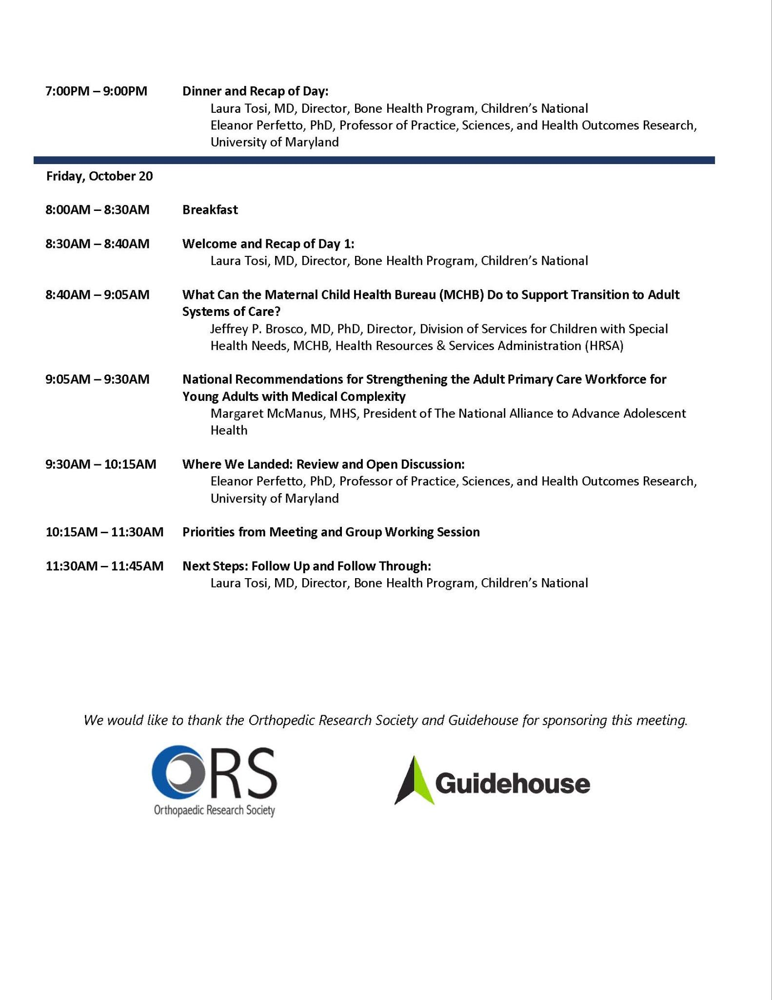 7:00PM – 9:00PM Dinner and Recap of Day:
Laura Tosi, MD, Director, Bone Health Program, Children's National
Eleanor Perfetto, PhD, Professor of Practice, Sciences, and Health Outcomes Research,
University of Maryland
Friday, October 20
8:00AM – 8:30AM Breakfast
8:30AM – 8:40AM Welcome and Recap of Day 1:
Laura Tosi, MD, Director, Bone Health Program, Children's National
8:40AM – 9:05AM What Can the Maternal Child Health Bureau (MCHB) Do to Support Transition to Adult
Systems of Care?
Jeffrey P. Brosco, MD, PhD, Director, Division of Services for Children with Special
Health Needs, MCHB, Health Resources & Services Administration (HRSA)
9:05AM – 9:30AM National Recommendations for Strengthening the Adult Primary Care Workforce for
Young Adults with Medical Complexity
Margaret McManus, MHS, President of The National Alliance to Advance Adolescent
Health
9:30AM – 10:15AM Where We Landed: Review and Open Discussion:
Eleanor Perfetto, PhD, Professor of Practice, Sciences, and Health Outcomes Research,
University of Maryland
10:15AM – 11:30AM Priorities from Meeting and Group Working Session
11:30AM – 11:45AM Next Steps: Follow Up and Follow Through:
Laura Tosi, MD, Director, Bone Health Program, Children's National
We would like to thank the Orthopedic Research Society and Guidehouse for sponsoring this meeting.
ORS
Orthopaedic Research Society
Guidehouse